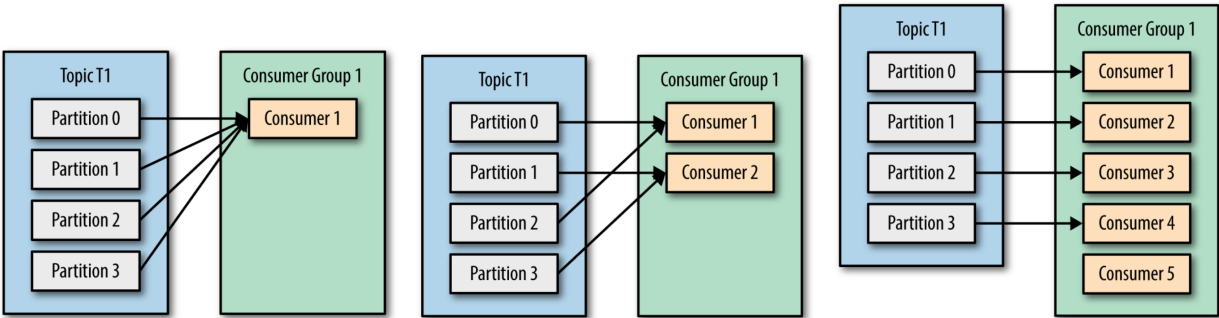 Topic T1
Partition 0
Partition 1
Partition 2
Partition 3
Consumer Group 1
Consumer 1
Topic T1
Partition 0
Partition 1
Partition 2
Partition 3
Consumer Group 1
Consumer 1
Consumer 2
Topic T1
Partition 0
Partition 1
Partition 2
Partition 3
Consumer Group 1
Consumer 1
Consumer 2
Consumer 3
Consumer 4
Consumer 5